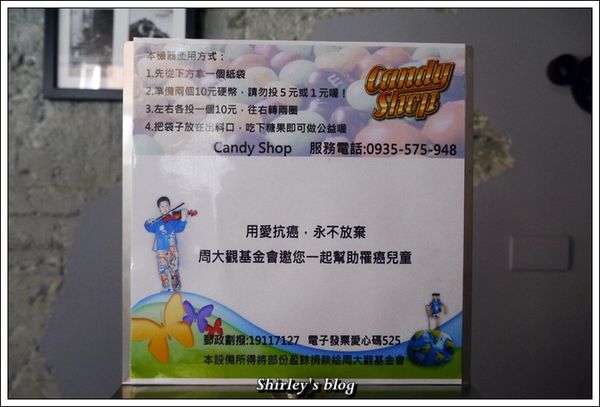 本機器使用方式：
1.先從下方拿一個紙袋
2.準備兩個10元硬幣，請勿投５元或１元喔！
3.左右各投一個10元，往右轉兩圈
4.把袋子放在出料口，吃下糖果即可做公益喔
Candy Shop
Candy Shop 服務電話:0935-575-948
用愛抗癌，永不放棄
周大觀基金會邀您一起幫助罹癌兒童
郵政劃撥:19117127 電子發票愛心碼525
本設備所得將部份盈餘捐款給周大觀基金會
Shirley's blog